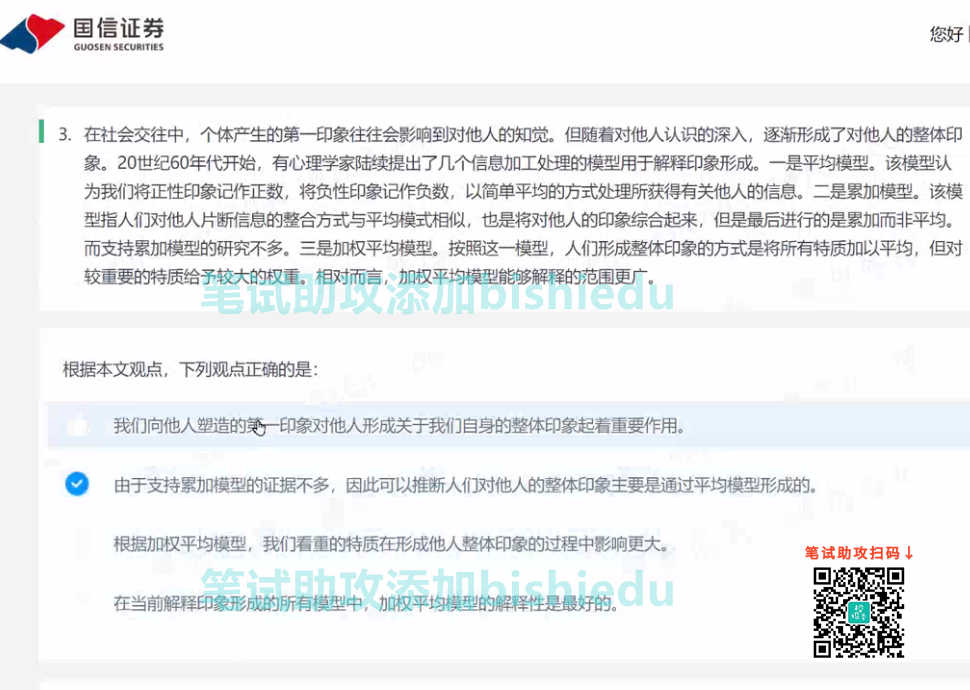 国信证券
GUOSEN SECURITIES
您好
3. 在社会交往中，个体产生的第一印象往往会影响到对他人的知觉。但随着对他人认识的深入，逐渐形成了对他人的整体印
象。20世纪60年代开始，有心理学家陆续提出了几个信息加工处理的模型用于解释印象形成。一是平均模型。该模型认
为我们将正性印象记作正数，将负性印象记作负数，以简单平均的方式处理所获得有关他人的信息。二是累加模型。该模
型指人们对他人片断信息的整合方式与平均模式相似，也是将对他人的印象综合起来，但是最后进行的是累加而非平均。
而支持累加模型的研究不多。三是加权平均模型。按照这一模型，人们形成整体印象的方式是将所有特质加以平均，但对
较重要的特质给予较大的权重。相对而言，加权平均模型能够解释的范围更广。
笔试助攻添加bishiedu
根据本文观点，下列观点正确的是：
我们向他人塑造的第一印象对他人形成关于我们自身的整体印象起着重要作用。
由于支持累加模型的证据不多，因此可以推断人们对他人的整体印象主要是通过平均模型形成的。
根据加权平均模型，我们看重的特质在形成他人整体印象的过程中影响更大。
笔试助攻扫码↓
笔试助攻添加bishiedu
在当前解释印象形成的所有模型中，加权平均模型的解释性是最好的。